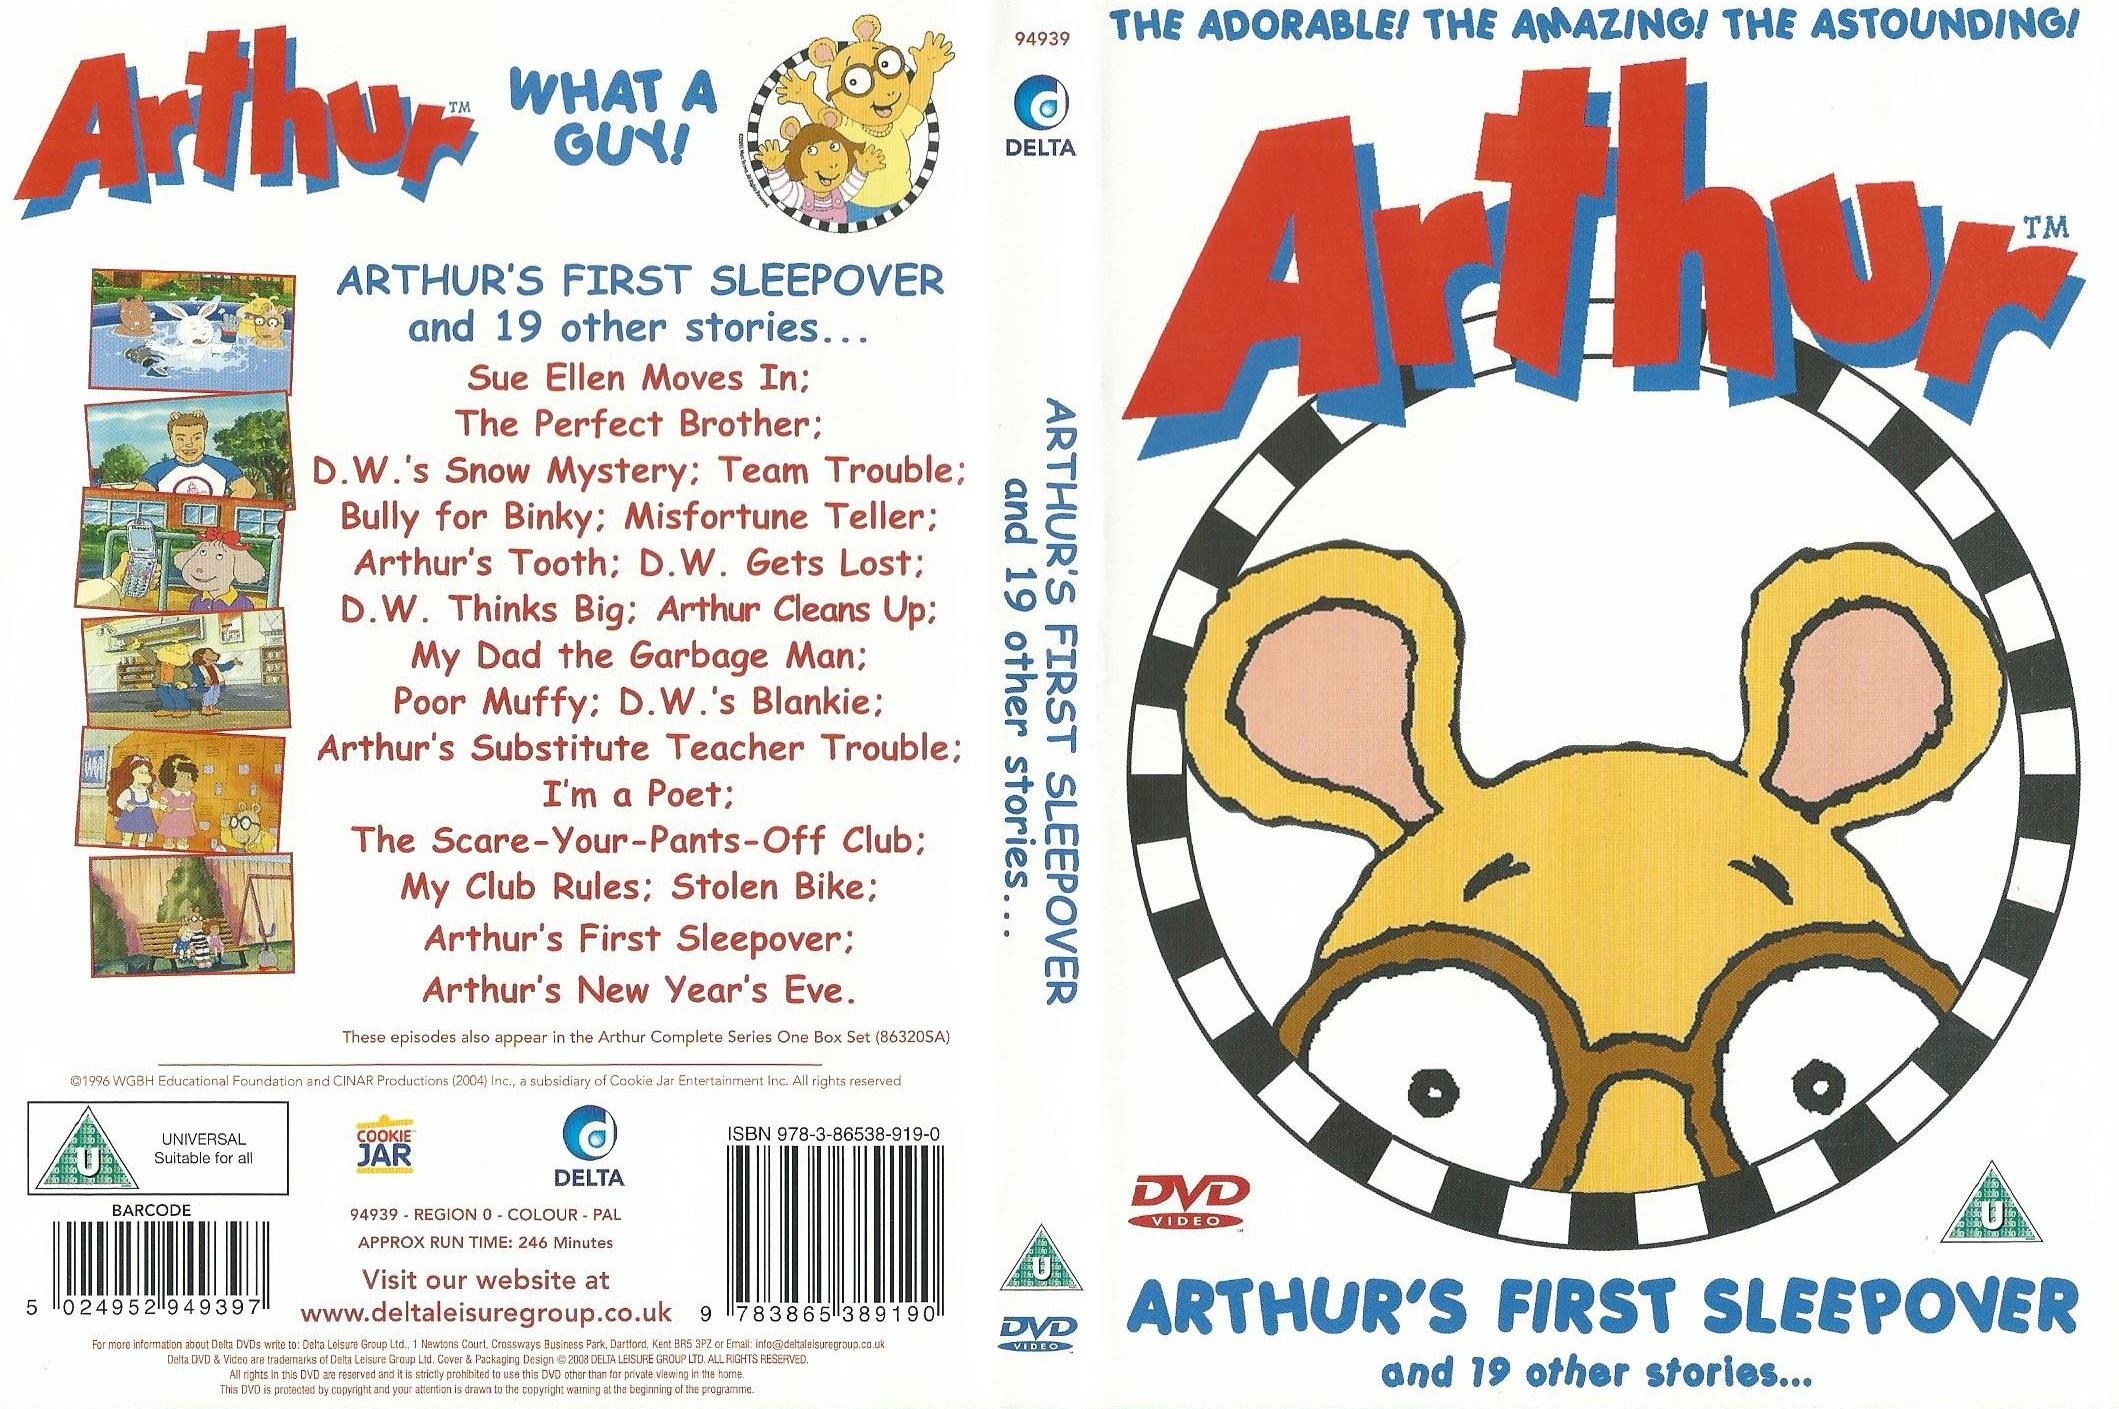 Arthur™
WHAT A
GUY!
ARTHUR'S FIRST SLEEPOVER
and 19 other stories...
Sue Ellen Moves In;
The Perfect Brother;
D.W.'s Snow Mystery; Team Trouble;
Bully for Binky; Misfortune Teller;
Arthur's Tooth; D.W. Gets Lost;
D.W. Thinks Big; Arthur Cleans Up;
My Dad the Garbage Man;
Poor Muffy; D.W.'s Blankie;
Arthur's Substitute Teacher Trouble;
I'm a Poet;
The Scare-Your-Pants-Off Club;
My Club Rules; Stolen Bike;
Arthur's First Sleepover;
Arthur's New Year's Eve.
These episodes also appear in the Arthur Complete Series One Box Set (86320SA)
©1996 WGBH Educational Foundation and CINAR Productions (2004) Inc., a subsidiary of Cookie Jar Entertainment Inc. All rights reserved
U
UNIVERSAL
Suitable for all
BARCODE
5 024952 949397
COOKIE
JAR
DELTA
94939 - REGION 0 - COLOUR - PAL
APPROX RUN TIME: 246 Minutes
Visit our website at
www.deltaleisuregroup.co.uk
ISBN 978-3-86538-919-0
9 783865 389190
For more information about Delta DVDs write to: Delta Leisure Group Ltd., 1 Newtons Court, Crossways Business Park, Dartford, Kent BR5 3PZ or Email: info@deltaleisuregroup.co.uk
Delta DVD & Video are trademarks of Delta Leisure Group Ltd. Cover & Packaging Design © 2008 DELTA LEISURE GROUP LTD. ALL RIGHTS RESERVED.
All rights in this DVD are reserved and it is strictly prohibited to use this DVD other than for private viewing in the home.
This DVD is protected by copyright and your attention is drawn to the copyright warning at the beginning of the programme.
94939
DELTA
ARTHUR'S FIRST SLEEPOVER
and 19 other stories...
U
DVD
VIDEO
THE ADORABLE! THE AMAZING! THE ASTOUNDING!
Arthur™
DVD
VIDEO
U
ARTHUR'S FIRST SLEEPOVER
and 19 other stories...